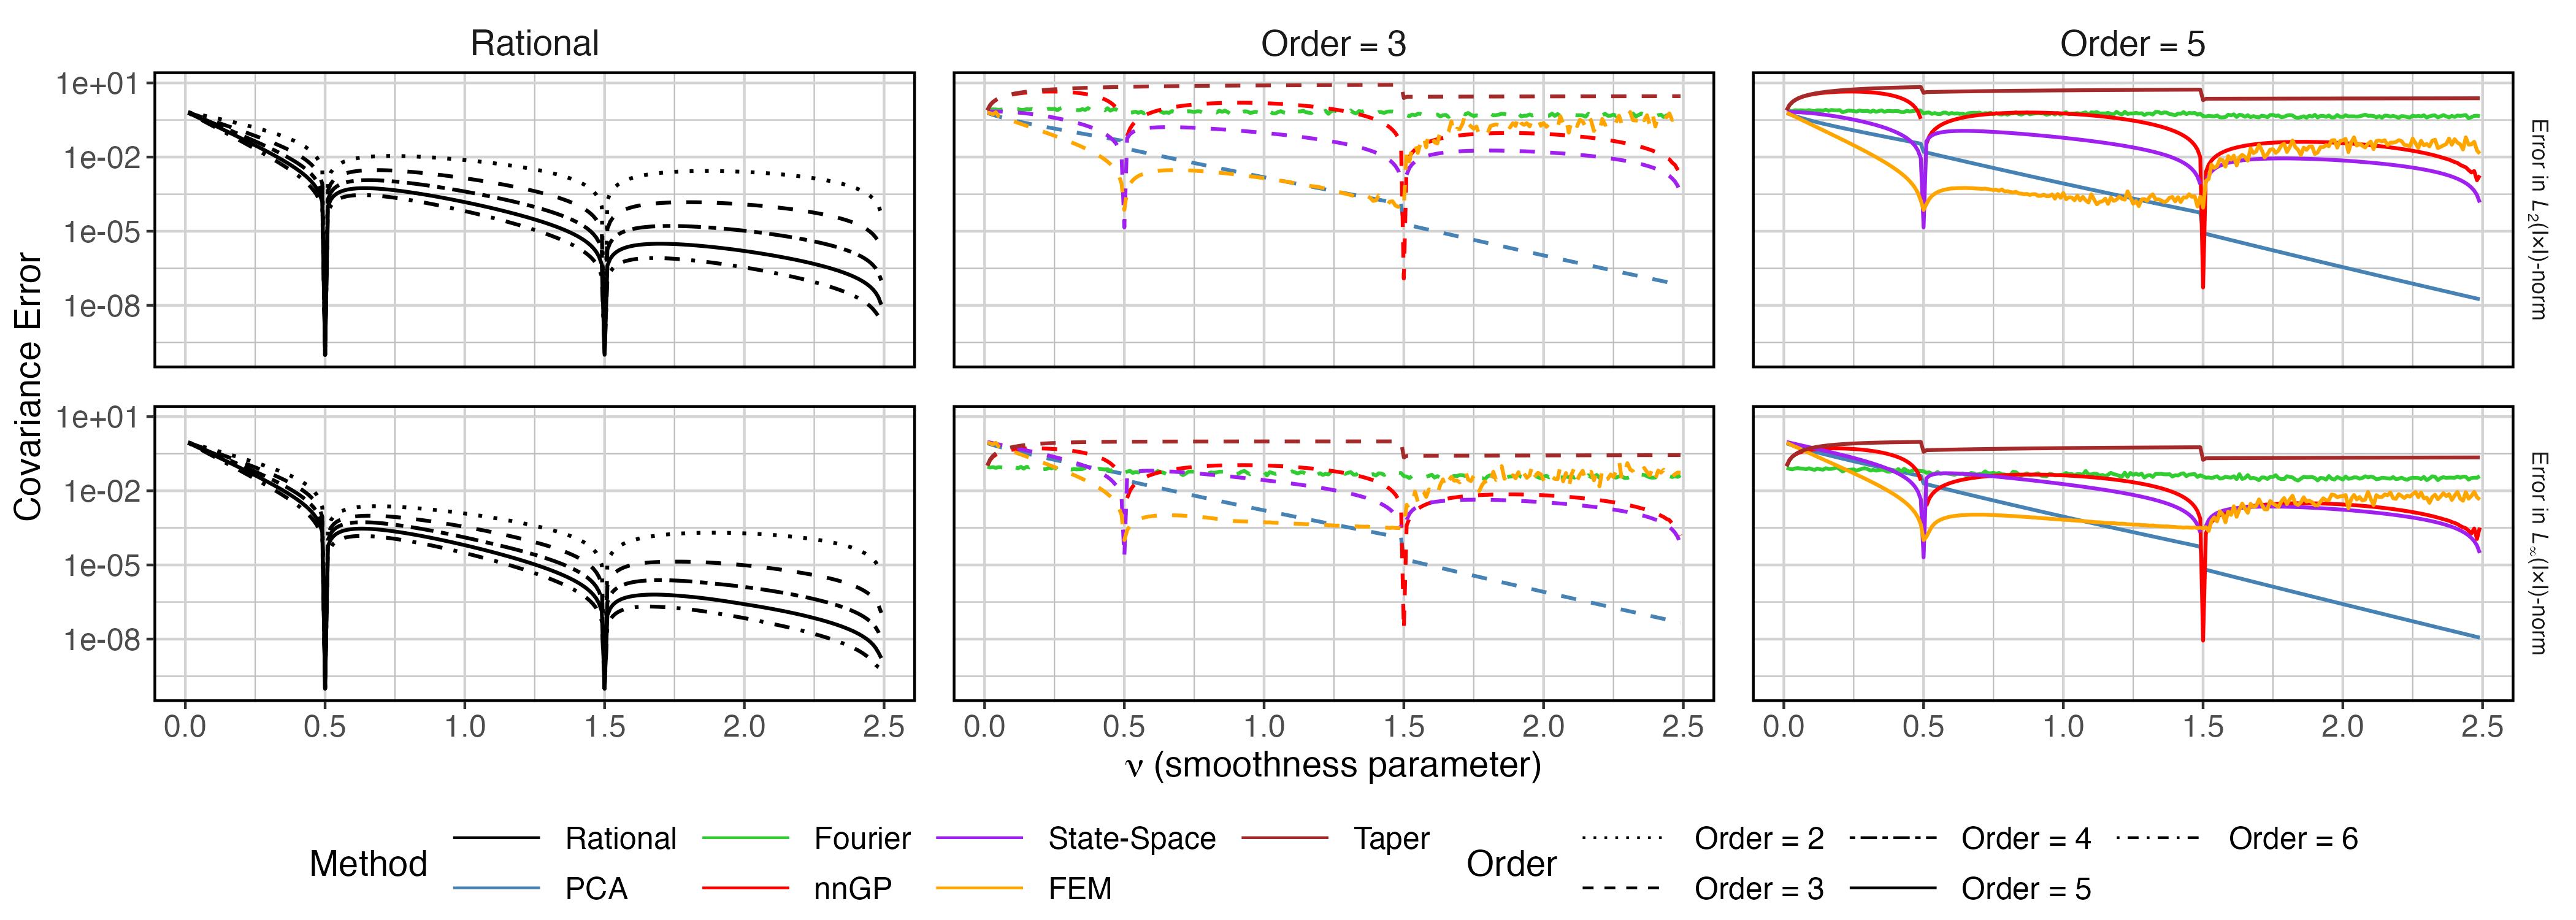 Rational
Order = 3
Order = 5
Covariance Error
1e+01
1e-02
1e-05
1e-08
Error in L₂(I×I)-norm
1e+01
1e-02
1e-05
1e-08
Error in L∞(I×I)-norm
0.0 0.5 1.0 1.5 2.0 2.5
0.0 0.5 1.0 1.5 2.0 2.5
0.0 0.5 1.0 1.5 2.0 2.5
ν (smoothness parameter)
Method
Rational Fourier State-Space Taper
PCA nnGP FEM
Order
Order = 2 Order = 4 Order = 6
Order = 3 Order = 5